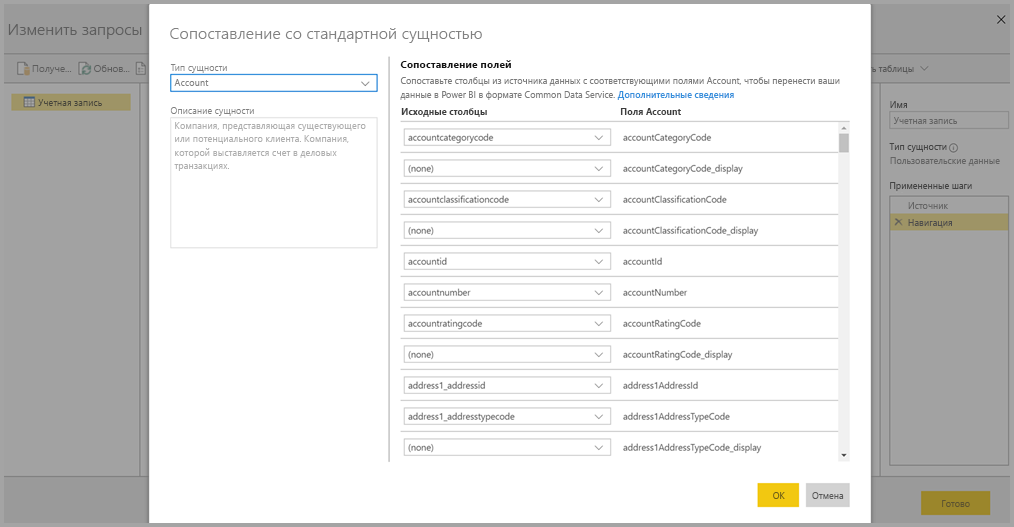 Изменить запросы
Получе...
Обнов...
ь таблицы
Учетная запись
Сопоставление со стандартной сущностью
Тип сущности
Account
Описание сущности
Компания, представляющая существующего
или потенциального клиента. Компания,
которой выставляется счет в деловых
транзакциях.
Сопоставление полей
Сопоставьте столбцы из источника данных с соответствующими полями Account, чтобы перенести ваши
данные в Power BI в формате Common Data Service. Дополнительные сведения
Исходные столбцы Поля Account
accountcategorycode accountCategoryCode
(none) accountCategoryCode_display
accountclassificationcode accountClassificationCode
(none) accountClassificationCode_display
accountid accountId
accountnumber accountNumber
accountratingcode accountRatingCode
(none) accountRatingCode_display
address1_addressid address1AddressId
address1_addresstypecode address1AddressTypeCode
(none) address1AddressTypeCode_display
OK Отмена
Имя
Учетная запись
Тип сущности
Пользовательские данные
Примененные шаги
Источник
Навигация
Готово